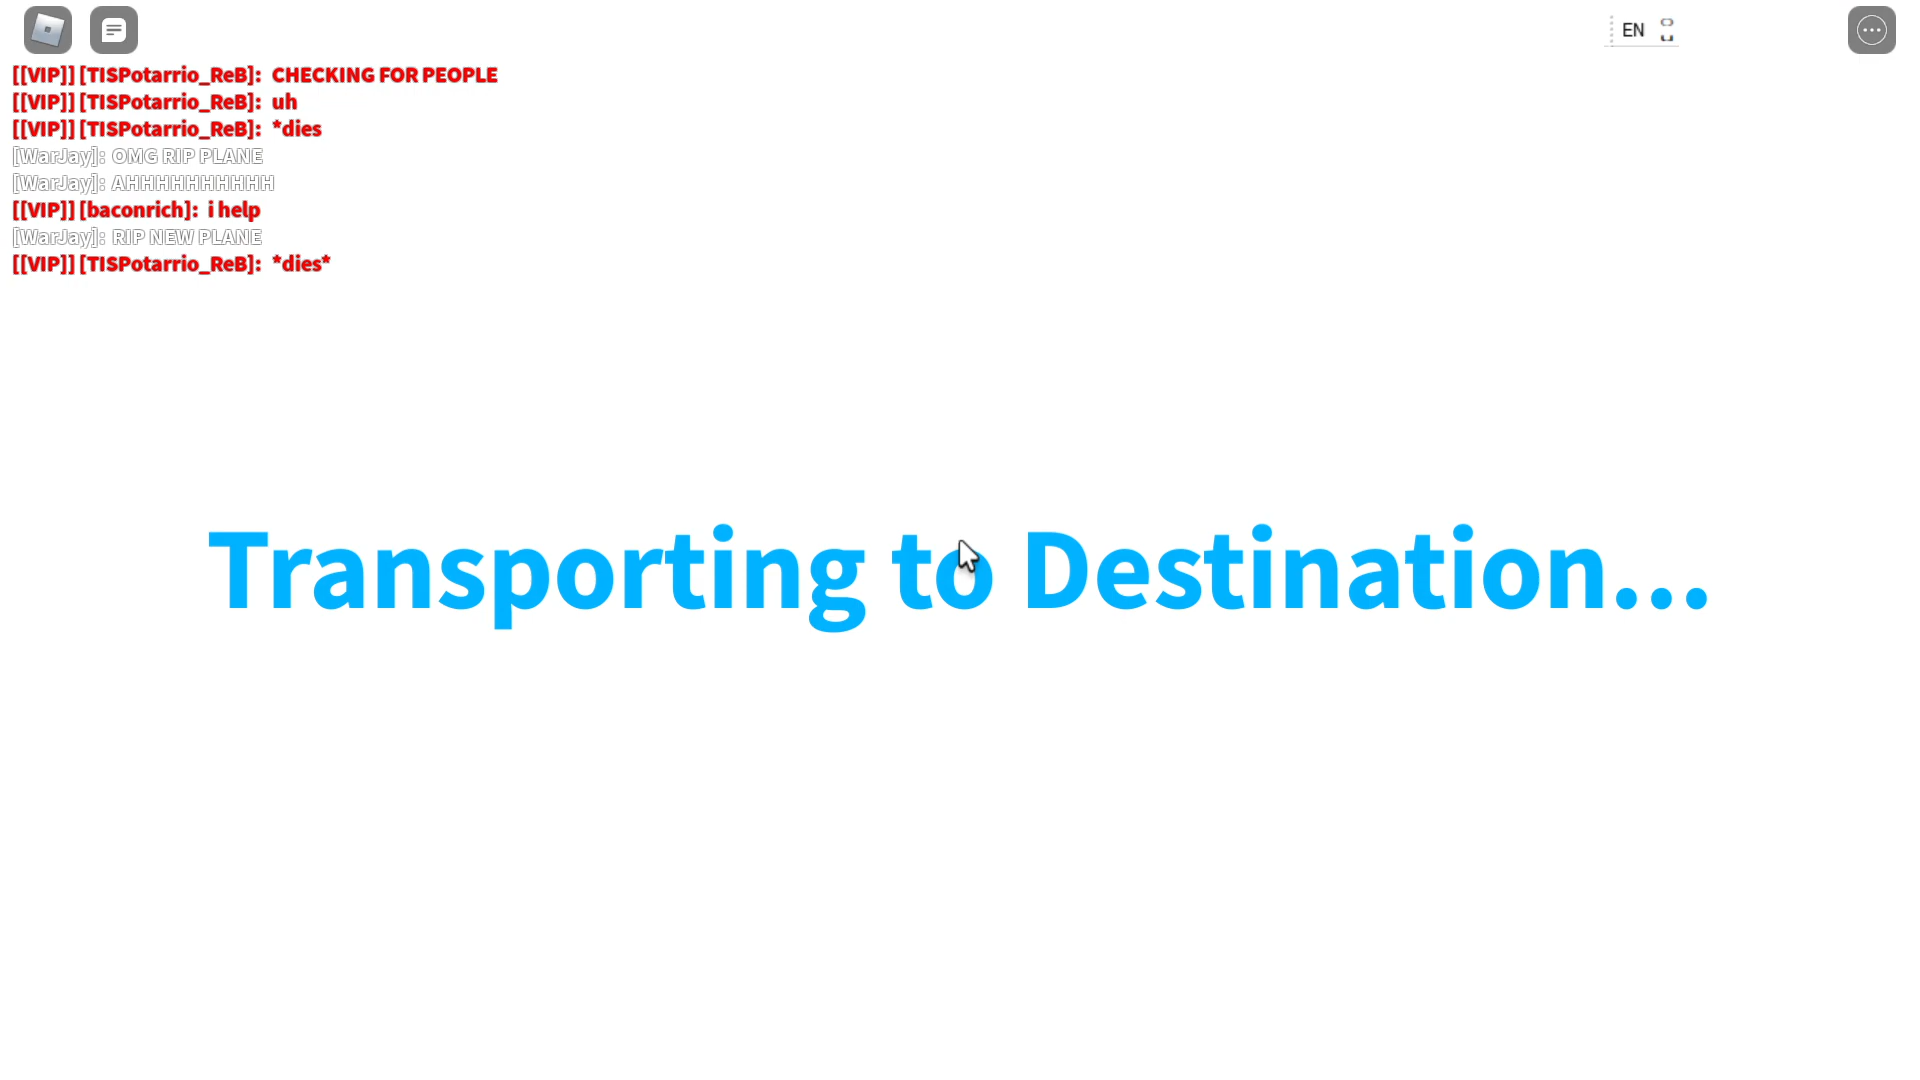 EN
[[VIP]] [TISPotarrio_ReB]: CHECKING FOR PEOPLE
[[VIP]] [TISPotarrio_ReB]: uh
[[VIP]] [TISPotarrio_ReB]: *dies
[WarJay]: OMG RIP PLANE
[WarJay]: AHHHHHHHHHH
[[VIP]] [baconrich]: i help
[WarJay]: RIP NEW PLANE
[[VIP]] [TISPotarrio_ReB]: *dies*
Transporting to Destination...